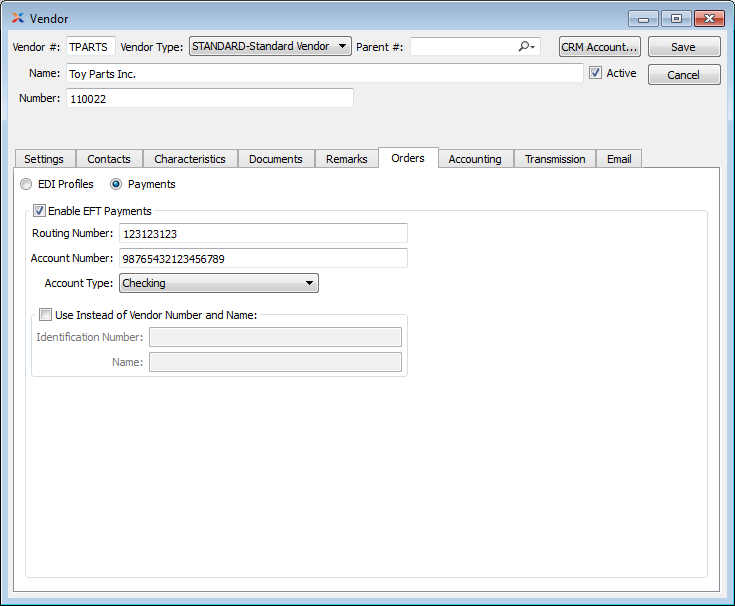 Vendor
Vendor #: TPARTS Vendor Type: STANDARD-Standard Vendor Parent #: CRM Account... Save
Name: Toy Parts Inc. Active Cancel
Number: 110022
Settings Contacts Characteristics Documents Remarks Orders Accounting Transmission Email
EDI Profiles Payments
Enable EFT Payments
Routing Number: 123123123
Account Number: 98765432123456789
Account Type: Checking
Use Instead of Vendor Number and Name:
Identification Number:
Name: